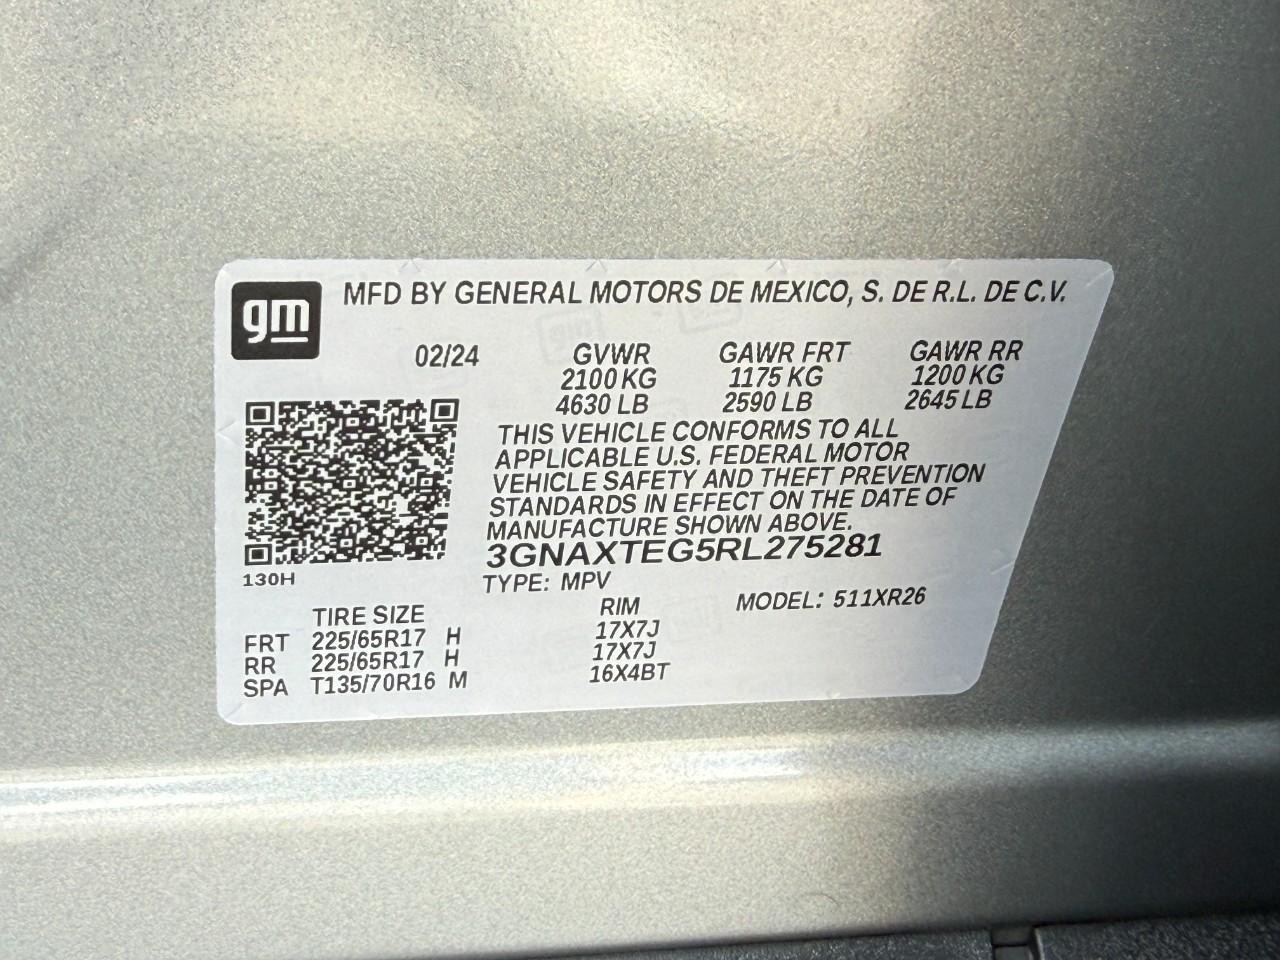 gm
MFD BY GENERAL MOTORS DE MEXICO, S. DE R.L. DE C.V.
02/24 GVWR GAWR FRT GAWR RR
2100 KG 1175 KG 1200 KG
4630 LB 2590 LB 2645 LB
THIS VEHICLE CONFORMS TO ALL
APPLICABLE U.S. FEDERAL MOTOR
VEHICLE SAFETY AND THEFT PREVENTION
STANDARDS IN EFFECT ON THE DATE OF
MANUFACTURE SHOWN ABOVE.
3GNAXTEG5RL275281
130H
TYPE: MPV MODEL: 511XR26
TIRE SIZE RIM
FRT 225/65R17 H 17X7J
RR 225/65R17 H 17X7J
SPA T135/70R16 M 16X4BT